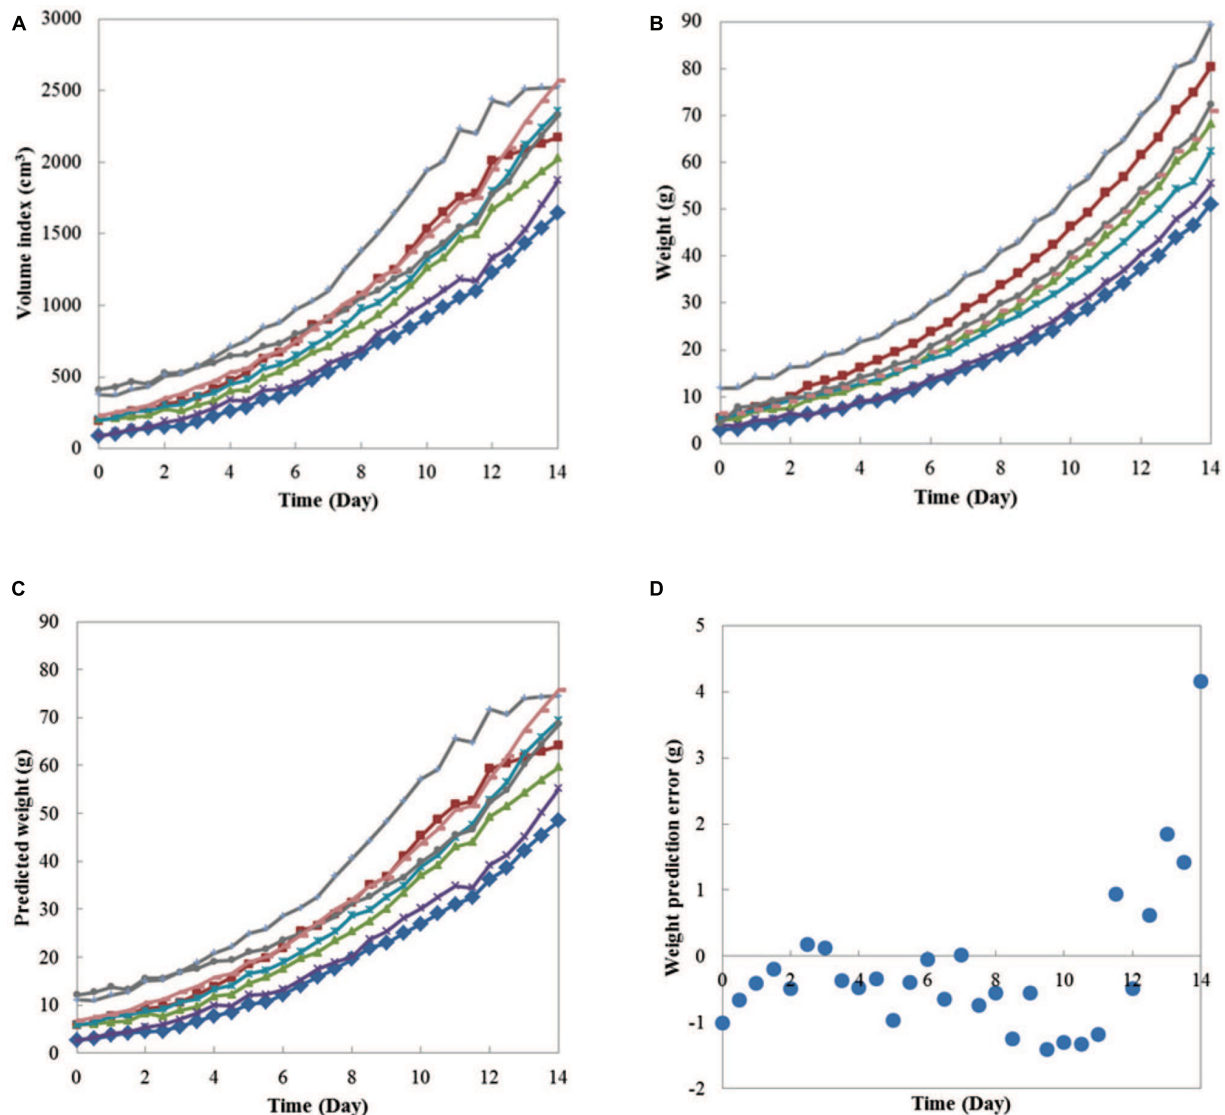 A
3000
2500
2000
1500
1000
500
0
Volume index (cm³)
0 2 4 6 8 10 12 14
Time (Day)
B
90
80
70
60
50
40
30
20
10
0
Weight (g)
0 2 4 6 8 10 12 14
Time (Day)
C
90
80
70
60
50
40
30
20
10
0
Predicted weight (g)
0 2 4 6 8 10 12 14
Time (Day)
D
5
4
3
2
1
0
-1
-2
Weight prediction error (g)
0 2 4 6 8 10 12 14
Time (Day)